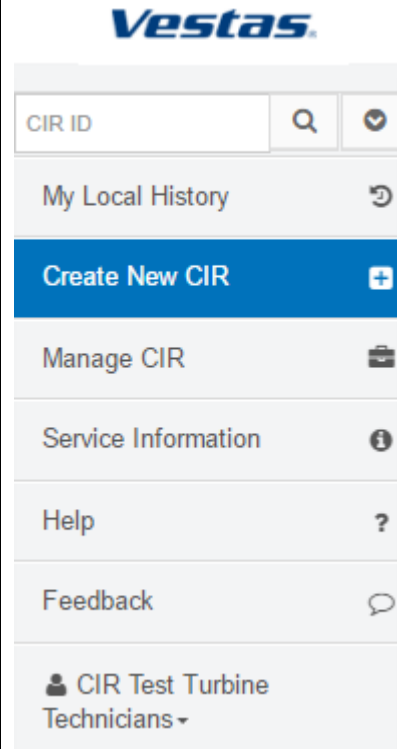 Vestas.
CIR ID
My Local History
Create New CIR
Manage CIR
Service Information
Help
?
Feedback
CIR Test Turbine
Technicians